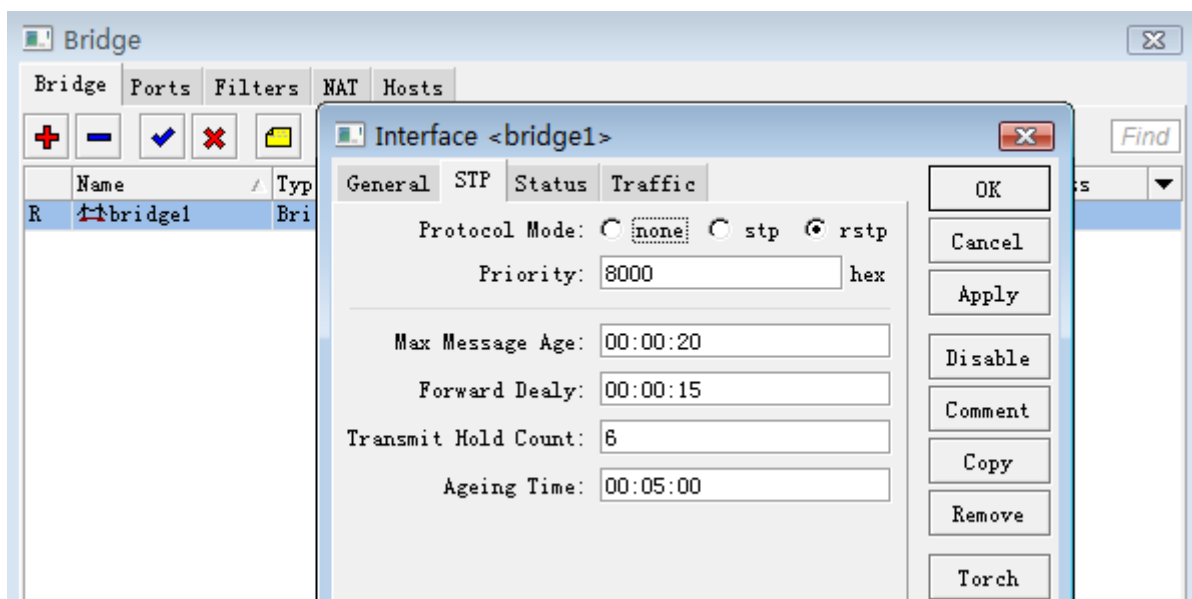 Bridge
Bridge Ports Filters NAT Hosts
Find
Name Typ s
R bridge1 Bri
Interface <bridge1>
General STP Status Traffic
Protocol Mode: none stp rstp
Priority: 8000 hex
Max Message Age: 00:00:20
Forward Dealy: 00:00:15
Transmit Hold Count: 6
Ageing Time: 00:05:00
OK
Cancel
Apply
Disable
Comment
Copy
Remove
Torch